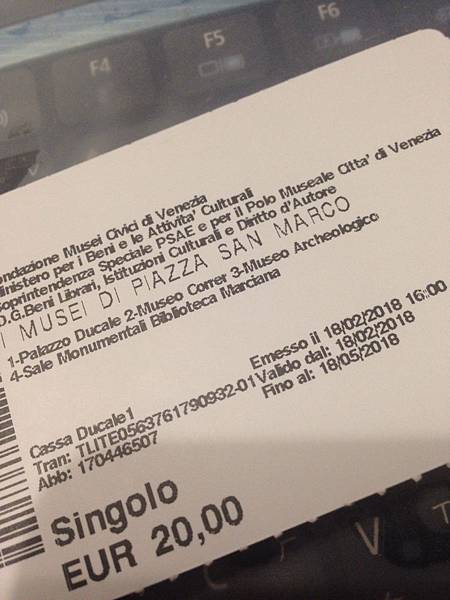 F4
F5
F6
Fondazione Musei Civici di Venezia
Ministero per i Beni e le Attivita' Culturali
Soprintendenza Speciale PSAE e per il Polo Museale Citta' di Venezia
D.G.Beni Librari, Istituzioni Culturali e Diritto d'Autore
I MUSEI DI PIAZZA SAN MARCO
1-Palazzo Ducale 2-Museo Correr 3-Museo Archeologico
4-Sale Monumentali Biblioteca Marciana
Emesso il 18/02/2018 16:00
Cassa Ducale1
Tran: TLITE0563761790932-01 Valido dal: 18/02/2018
Abb: 170446507
Fino al: 18/05/2018
Singolo
EUR 20,00
V